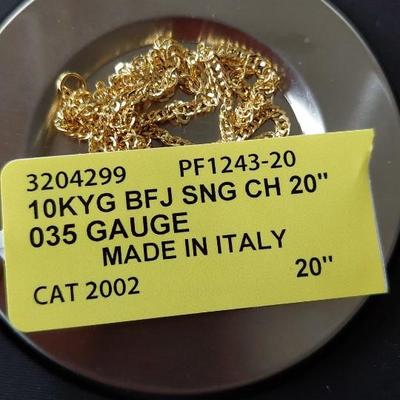 3204299 PF1243-20
10KYG BFJ SNG CH 20"
035 GAUGE
MADE IN ITALY
CAT 2002 20"